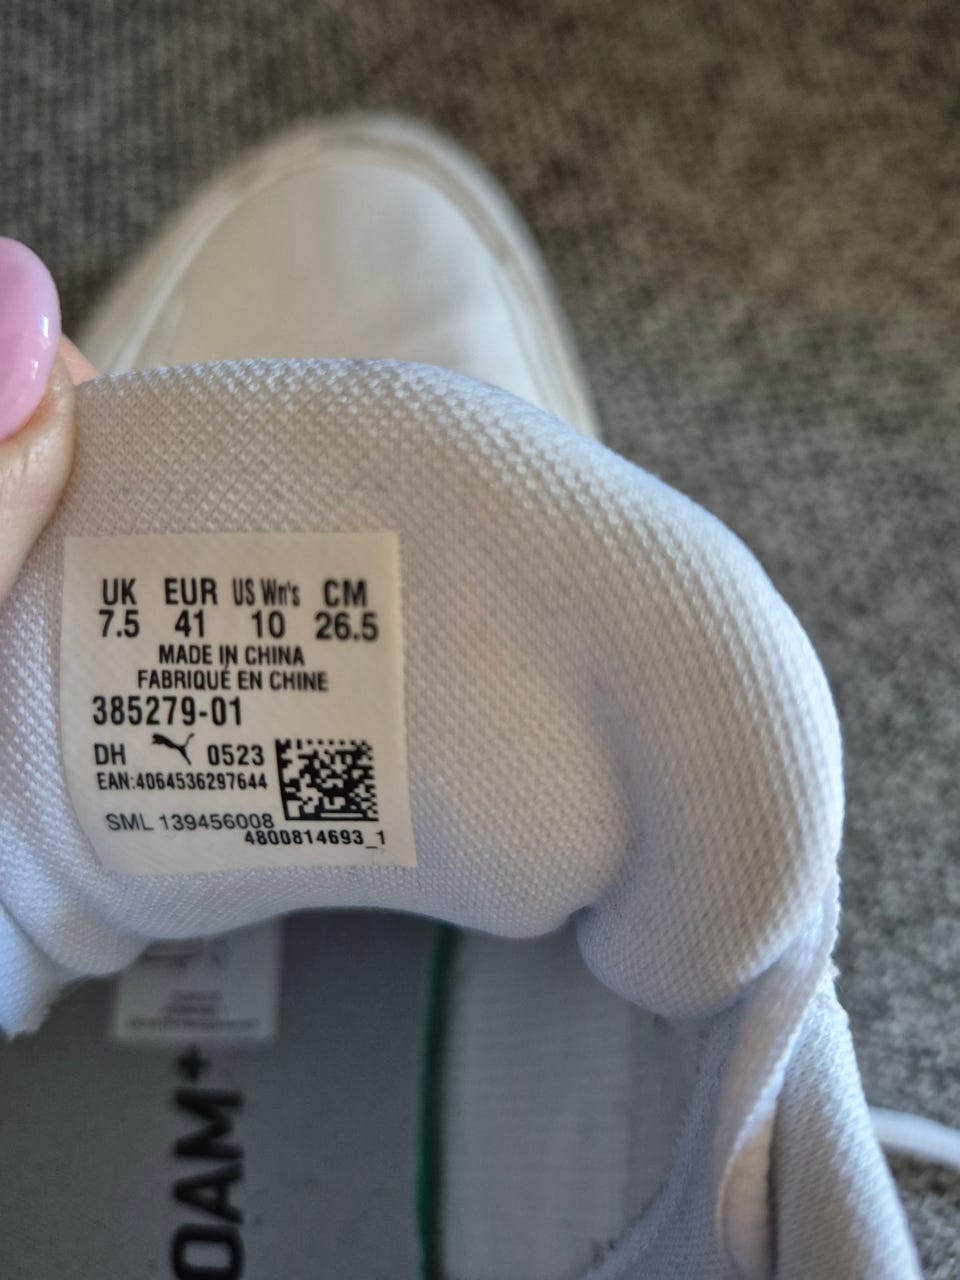 UK EUR US Wn's CM
7.5 41 10 26.5
MADE IN CHINA
FABRIQUÉ EN CHINE
385279-01
DH 0523
EAN:4064536297644
SML 139456008
4800814693_1
OAM+